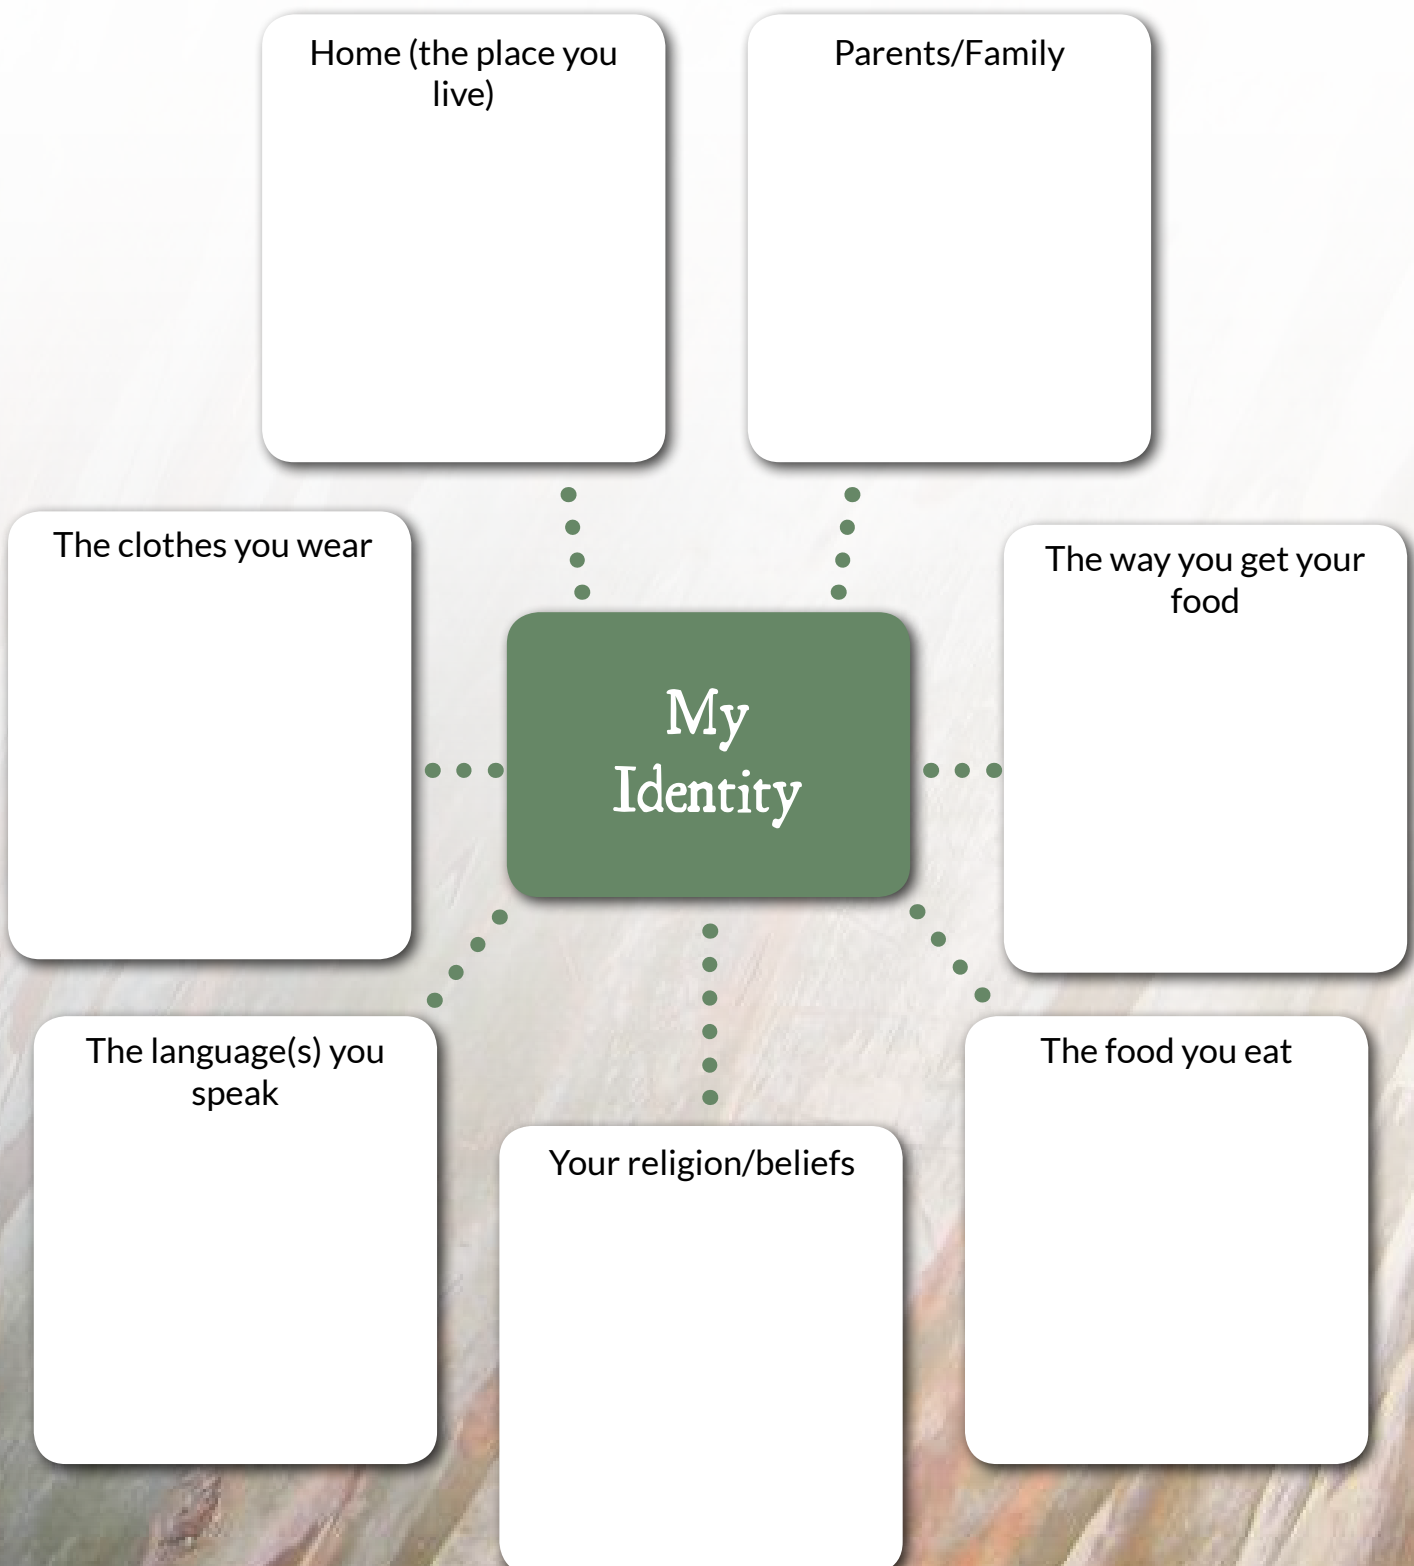 Home (the place you
live)
Parents/Family
The clothes you wear
The way you get your
food
My
Identity
The language(s) you
speak
The food you eat
Your religion/beliefs